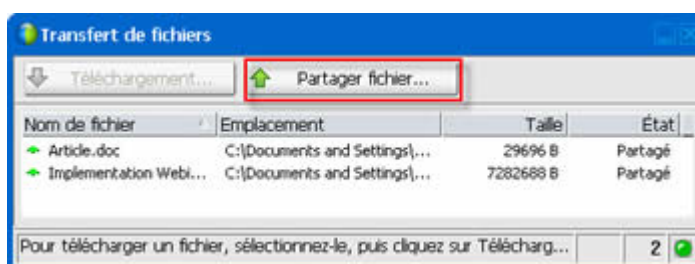 Transfert de fichiers
Téléchargement... Partager fichier...
Nom de fichier Emplacement Taille État
Article.doc C:\Documents and Settings\... 29696 B Partagé
Implementation Webi... C:\Documents and Settings\... 7282688 B Partagé
Pour télécharger un fichier, sélectionnez-le, puis cliquez sur Télécharg... 2